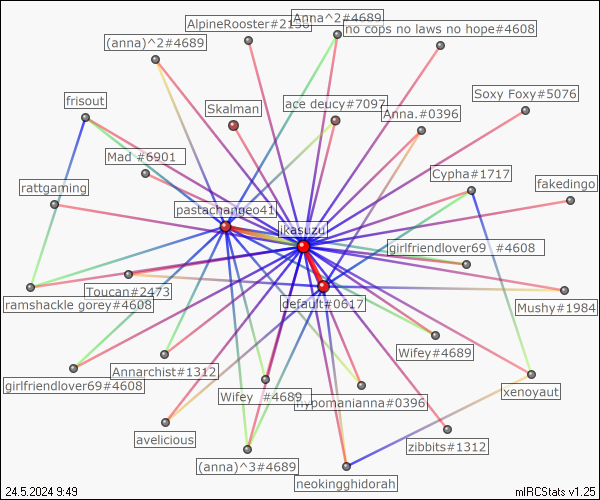 AlpineRooster#2150
Anna^2#4689
no cops no laws no hope#4608
(anna)^2#4689
Soxy Foxy#5076
frisout
Skalman
ace deucy#7097
Anna.#0396
Mad #6901
Cypha#1717
rattgaming
fakedingo
pastachangeo41
ikasuzu
girlfriendlover69 #4608
Toucan#2473
ramshackle gorey#4608
default#0617
Mushy#1984
Wifey#4689
Annarchist#1312
girlfriendlover69#4608
Wifey #4689
hypomanianna#0396
xenoyaut
avelicious
zibbits#1312
(anna)^3#4689
neokingghidorah
24.5.2024 9:49
mIRCStats v1.25